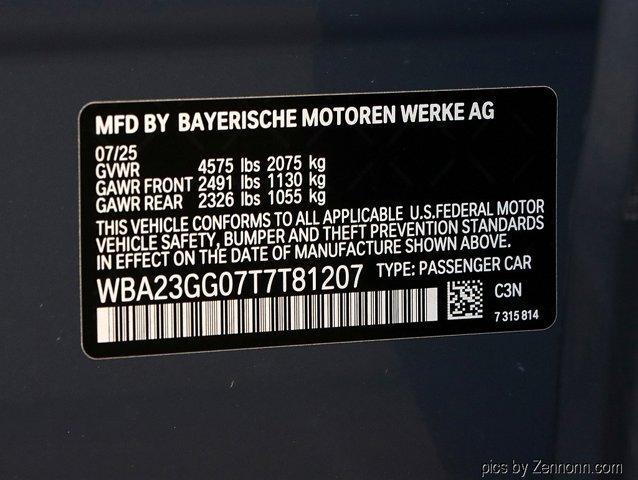 MFD BY BAYERISCHE MOTOREN WERKE AG
07/25
GVWR 4575 lbs 2075 kg
GAWR FRONT 2491 lbs 1130 kg
GAWR REAR 2326 lbs 1055 kg
THIS VEHICLE CONFORMS TO ALL APPLICABLE U.S.FEDERAL MOTOR
VEHICLE SAFETY, BUMPER AND THEFT PREVENTION STANDARDS
IN EFFECT ON THE DATE OF MANUFACTURE SHOWN ABOVE.
WBA23GG07T7T81207 TYPE: PASSENGER CAR
C3N
7 315 814
pics by Zennonn.com